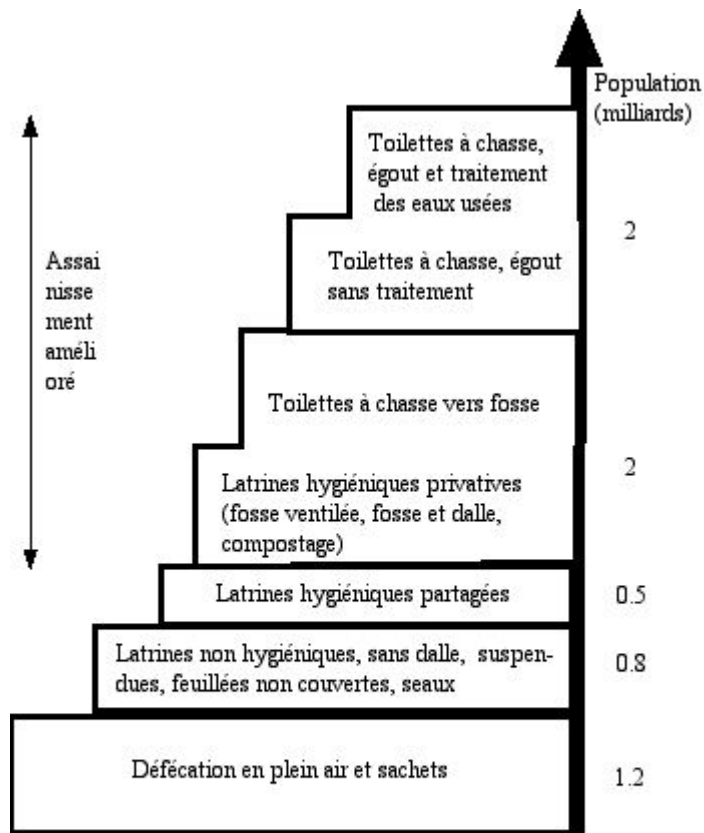 Population
(milliards)
Toilettes à chasse,
égout et traitement
des eaux usées
2
Toilettes à chasse, égout
sans traitement
Assai
nisse
ment
améli
oré
Toilettes à chasse vers fosse
2
Latrines hygiéniques privatives
(fosse ventilée, fosse et dalle,
compostage)
Latrines hygiéniques partagées
0.5
Latrines non hygiéniques, sans dalle, suspen-
dues, feuillées non couvertes, seaux
0.8
Défécation en plein air et sachets
1.2